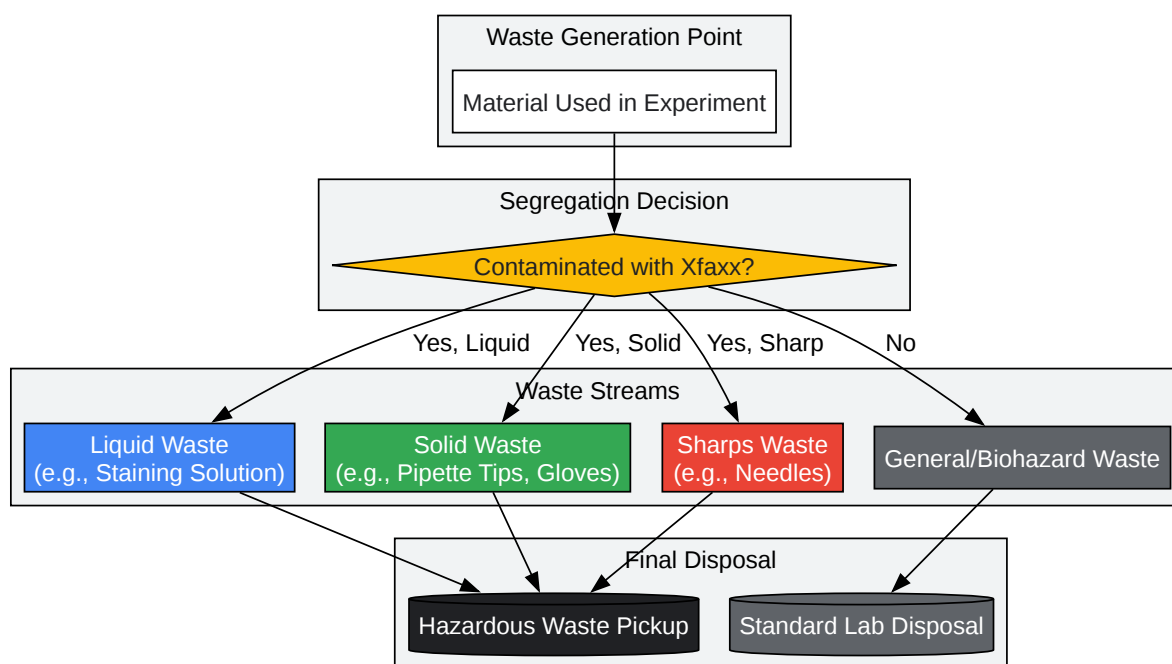 Waste Generation Point
Material Used in Experiment
Segregation Decision
Contaminated with Xfaxx?
Yes, Liquid
Yes, Solid
Yes, Sharp
No
Waste Streams
Liquid Waste
(e.g., Staining Solution)
Solid Waste
(e.g., Pipette Tips, Gloves)
Sharps Waste
(e.g., Needles)
General/Biohazard Waste
Final Disposal
Hazardous Waste Pickup
Standard Lab Disposal